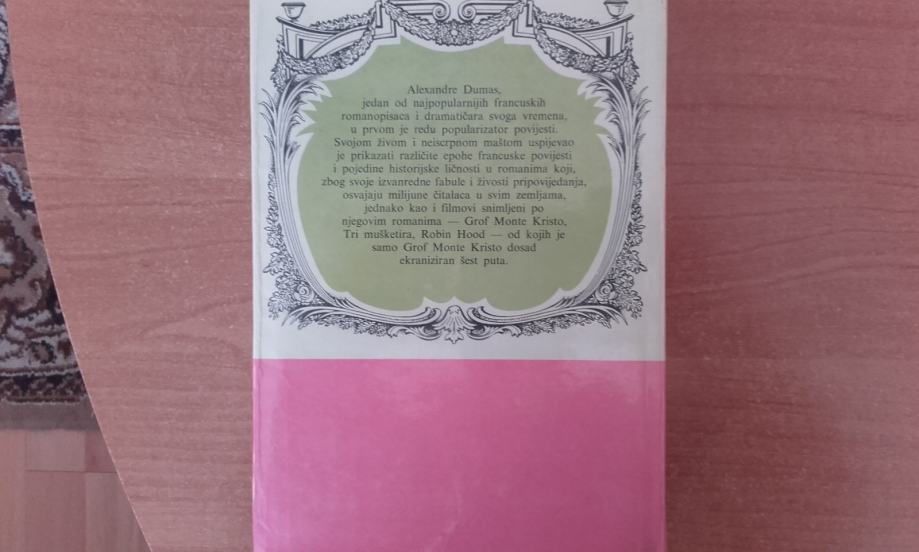 Alexandre Dumas,
jedan od najpopularnijih francuskih
romanopisaca i dramatičara svoga vremena,
u prvom je redu popularizator povijesti.
Svojom živom i neiscrpnom maštom uspijevao
je prikazati različite epohe francuske povijesti
i pojedine historijske ličnosti u romanima koji,
zbog svoje izvanredne fabule i živosti pripovijedanja,
osvajaju milijune čitalaca u svim zemljama,
jednako kao i filmovi snimljeni po
njegovim romanima — Grof Monte Kristo,
Tri mušketira, Robin Hood — od kojih je
samo Grof Monte Kristo dosad
ekraniziran šest puta.